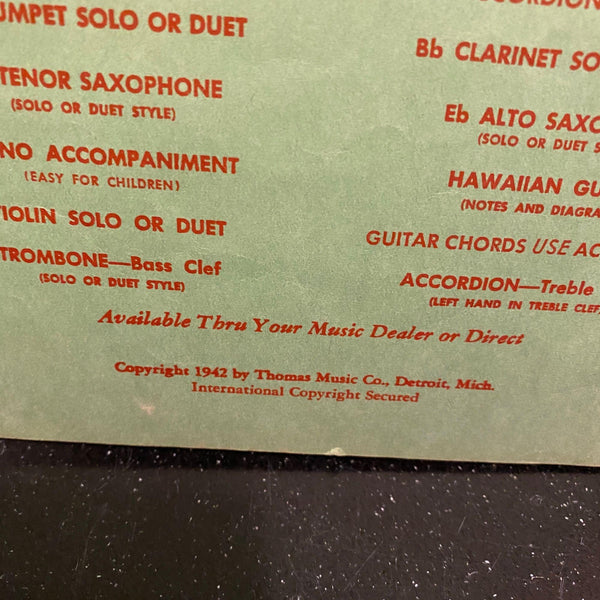 UMPET SOLO OR DUET
TENOR SAXOPHONE
(SOLO OR DUET STYLE)
NO ACCOMPANIMENT
(EASY FOR CHILDREN)
VIOLIN SOLO OR DUET
TROMBONE—Bass Clef
(SOLO OR DUET STYLE)
CORDION
Bb CLARINET SO
Eb ALTO SAXO
(SOLO OR DUET S
HAWAIIAN GU
(NOTES AND DIAGRA
GUITAR CHORDS USE AC
ACCORDION—Treble
(LEFT HAND IN TREBLE CLEF)
Available Thru Your Music Dealer or Direct
Copyright 1942 by Thomas Music Co., Detroit, Mich.
International Copyright Secured